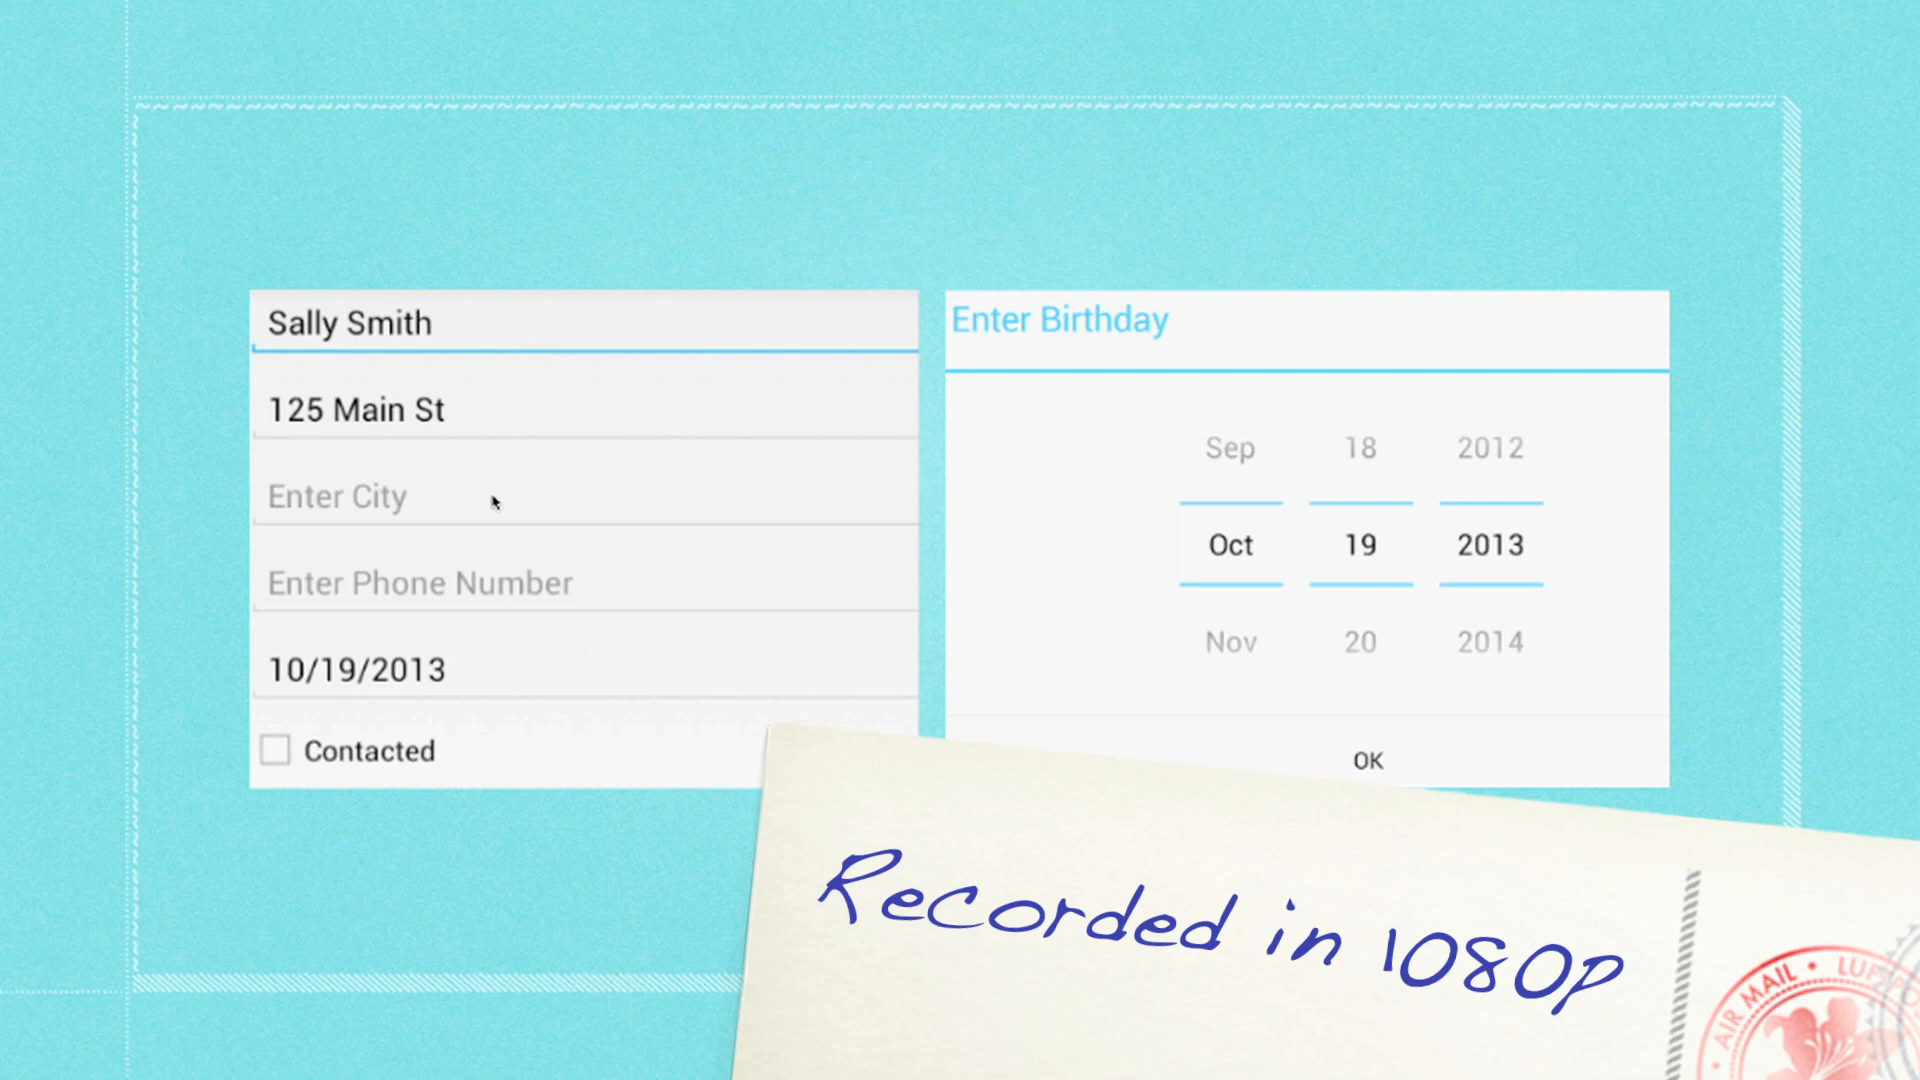 Sally Smith
125 Main St
Enter City
Enter Phone Number
10/19/2013
Contacted
Enter Birthday
Sep 18 2012
Oct 19 2013
Nov 20 2014
OK
Recorded in 1080p
AIR MAIL